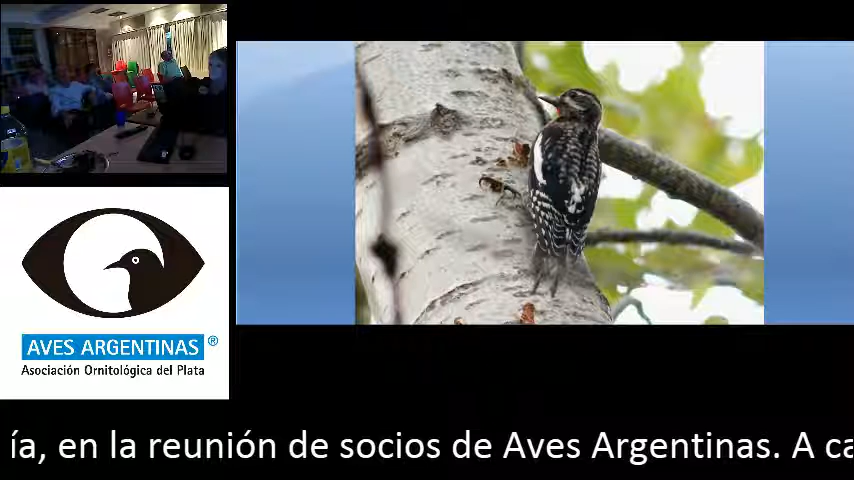 AVES ARGENTINAS®
Asociación Ornitológica del Plata
ía, en la reunión de socios de Aves Argentinas. A ca